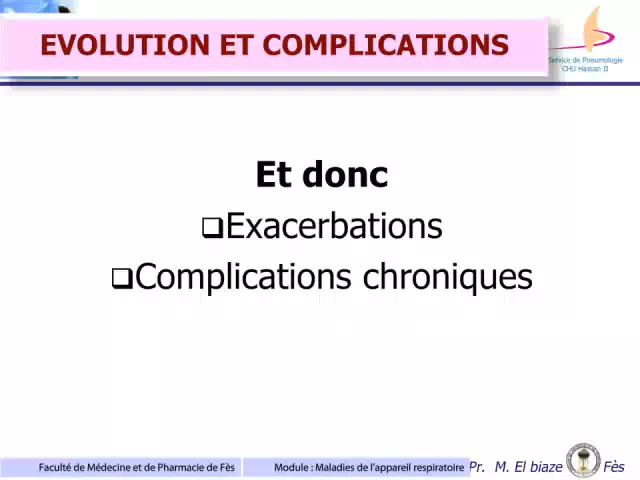 EVOLUTION ET COMPLICATIONS
Service de Pneumologie
CHU Hassan II
Et donc
❑Exacerbations
❑Complications chroniques
Faculté de Médecine et de Pharmacie de Fès
Module : Maladies de l'appareil respiratoire
Pr. M. El biaze
Fès